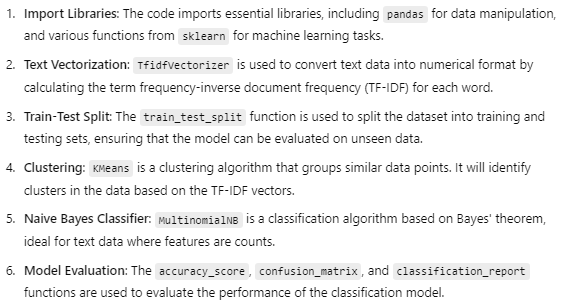 1. Import Libraries: The code imports essential libraries, including pandas for data manipulation,
and various functions from sklearn for machine learning tasks.
2. Text Vectorization: TfidfVectorizer is used to convert text data into numerical format by
calculating the term frequency-inverse document frequency (TF-IDF) for each word.
3. Train-Test Split: The train_test_split function is used to split the dataset into training and
testing sets, ensuring that the model can be evaluated on unseen data.
4. Clustering: KMeans is a clustering algorithm that groups similar data points. It will identify
clusters in the data based on the TF-IDF vectors.
5. Naive Bayes Classifier: MultinomialNB is a classification algorithm based on Bayes' theorem,
ideal for text data where features are counts.
6. Model Evaluation: The accuracy_score, confusion_matrix, and classification_report
functions are used to evaluate the performance of the classification model.